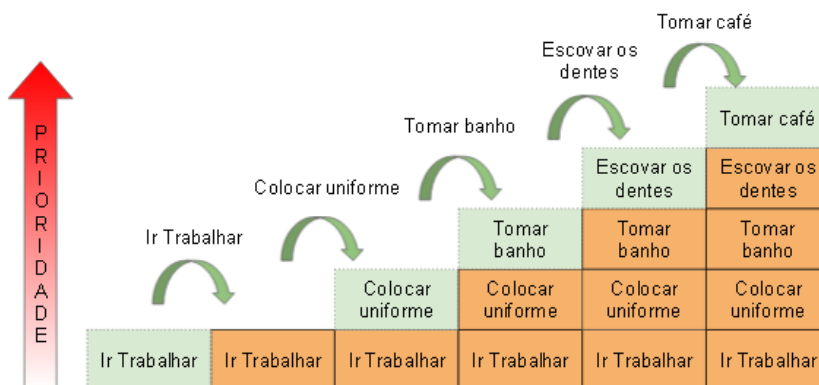 Tomar café
Escovar os
dentes
Tomar banho
Colocar uniforme
Ir Trabalhar
PRIORIDADE
Tomar café
Escovar os
dentes
Escovar os
dentes
Tomar
banho
Tomar
banho
Tomar
banho
Colocar
uniforme
Colocar
uniforme
Colocar
uniforme
Colocar
uniforme
Ir Trabalhar
Ir Trabalhar
Ir Trabalhar
Ir Trabalhar
Ir Trabalhar
Ir Trabalhar